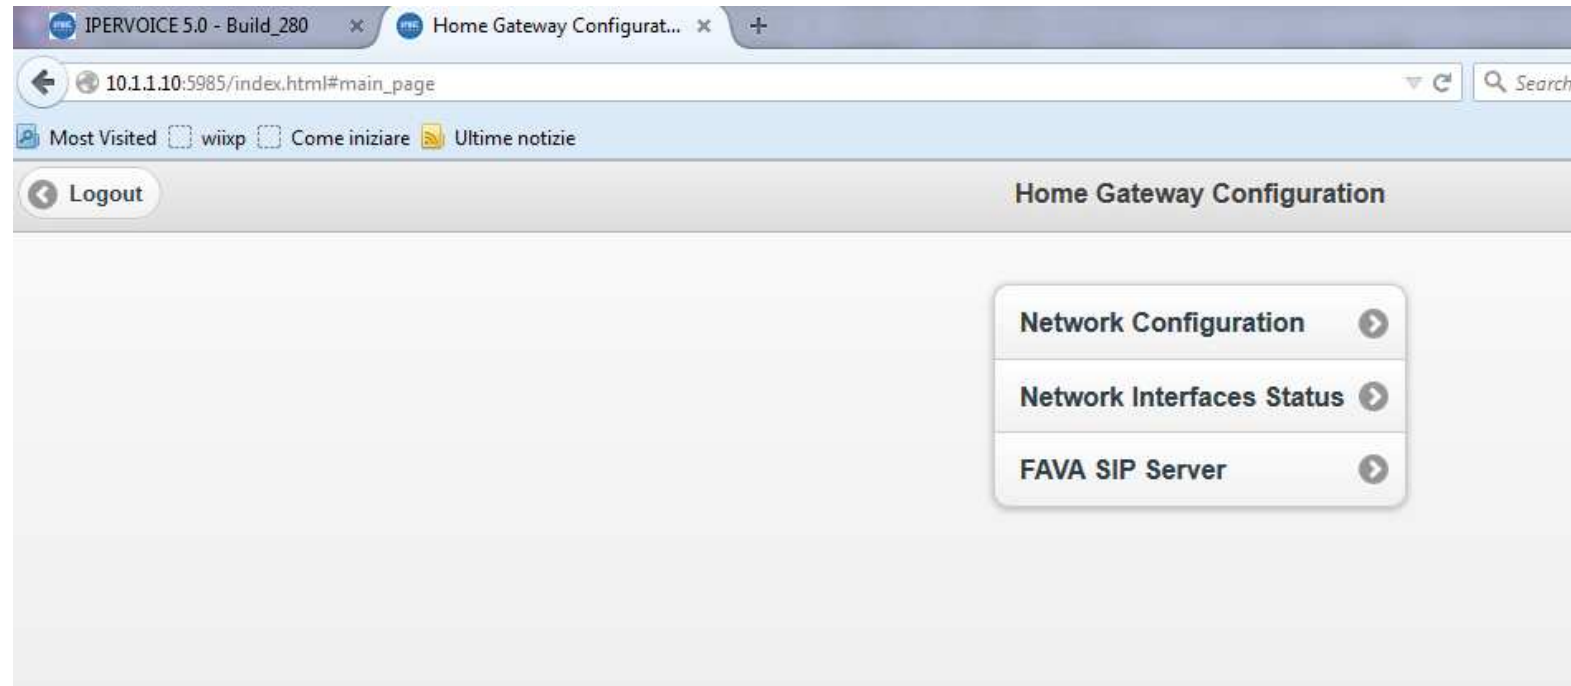 IPERVOICE 5.0 - Build_280
Home Gateway Configurat...
10.1.1.10:5985/index.html#main_page
Search
Most Visited wiixp Come iniziare Ultime notizie
Logout
Home Gateway Configuration
Network Configuration
Network Interfaces Status
FAVA SIP Server